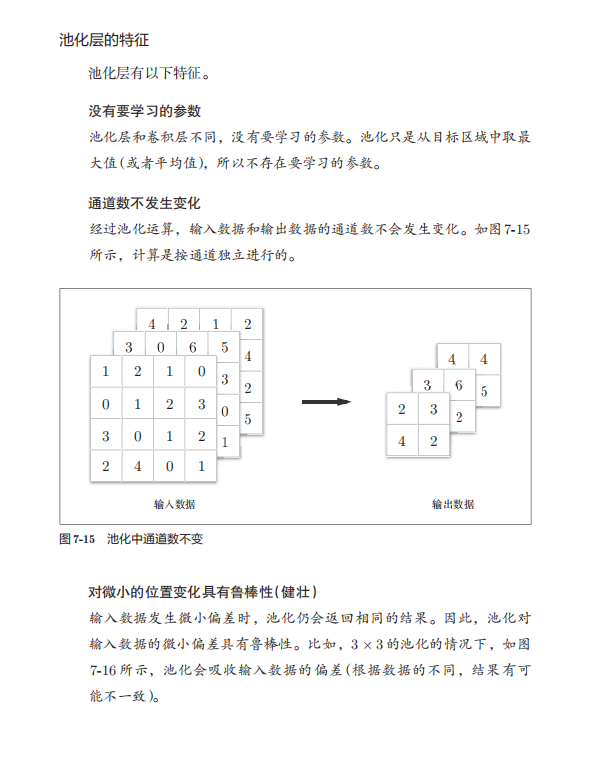 池化层的特征
池化层有以下特征。
没有要学习的参数
池化层和卷积层不同，没有要学习的参数。池化只是从目标区域中取最
大值(或者平均值)，所以不存在要学习的参数。
通道数不发生变化
经过池化运算，输入数据和输出数据的通道数不会发生变化。如图7-15
所示，计算是按通道独立进行的。
4 2 1 2
3 0 6 5
4
1 2 1 0
3
2
0 1 2 3
0
5
3 0 1 2
1
2 4 0 1
4 4
3 6
5
2 3
2
4 2
输入数据
输出数据
图7-15 池化中通道数不变
对微小的位置变化具有鲁棒性(健壮)
输入数据发生微小偏差时，池化仍会返回相同的结果。因此，池化对
输入数据的微小偏差具有鲁棒性。比如，3 × 3的池化的情况下，如图
7-16所示，池化会吸收输入数据的偏差(根据数据的不同，结果有可
能不一致)。